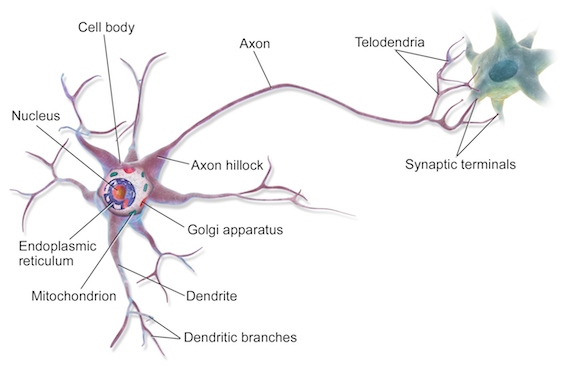 Cell body
Axon
Telodendria
Nucleus
Axon hillock
Synaptic terminals
Golgi apparatus
Endoplasmic
reticulum
Mitochondrion
Dendrite
Dendritic branches